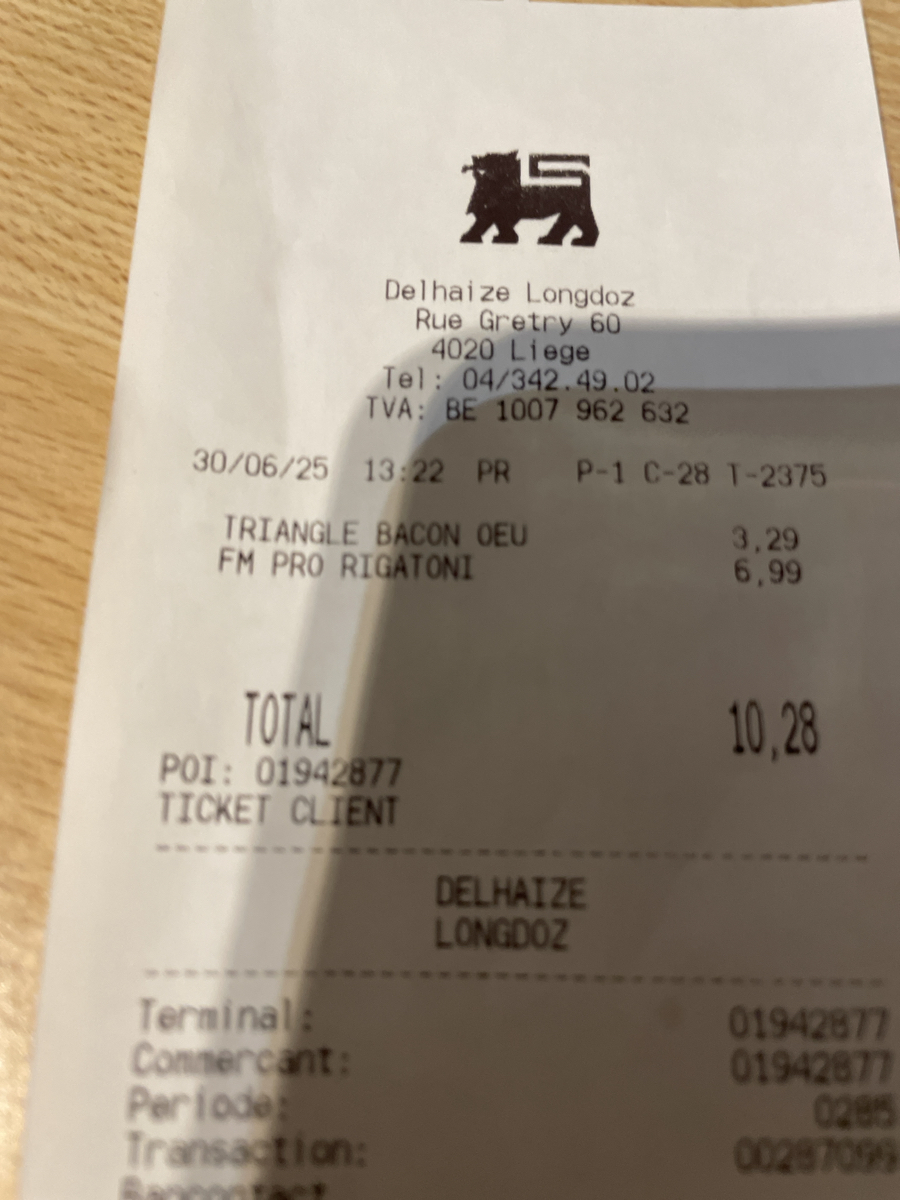 Delhaize Longdoz
Rue Gretry 60
4020 Liege
Tel: 04/342.49.02
TVA: BE 1007 962 632
30/06/25 13:22 PR P-1 C-28 T-2375
TRIANGLE BACON OEU 3,29
FM PRO RIGATONI 6,99
TOTAL 10,28
POI: 01942877
TICKET CLIENT
DELHAIZE
LONGDOZ
Terminal: 01942877
Commercant: 01942877
Periode: 0285
Transaction: 00287099
Bancontact